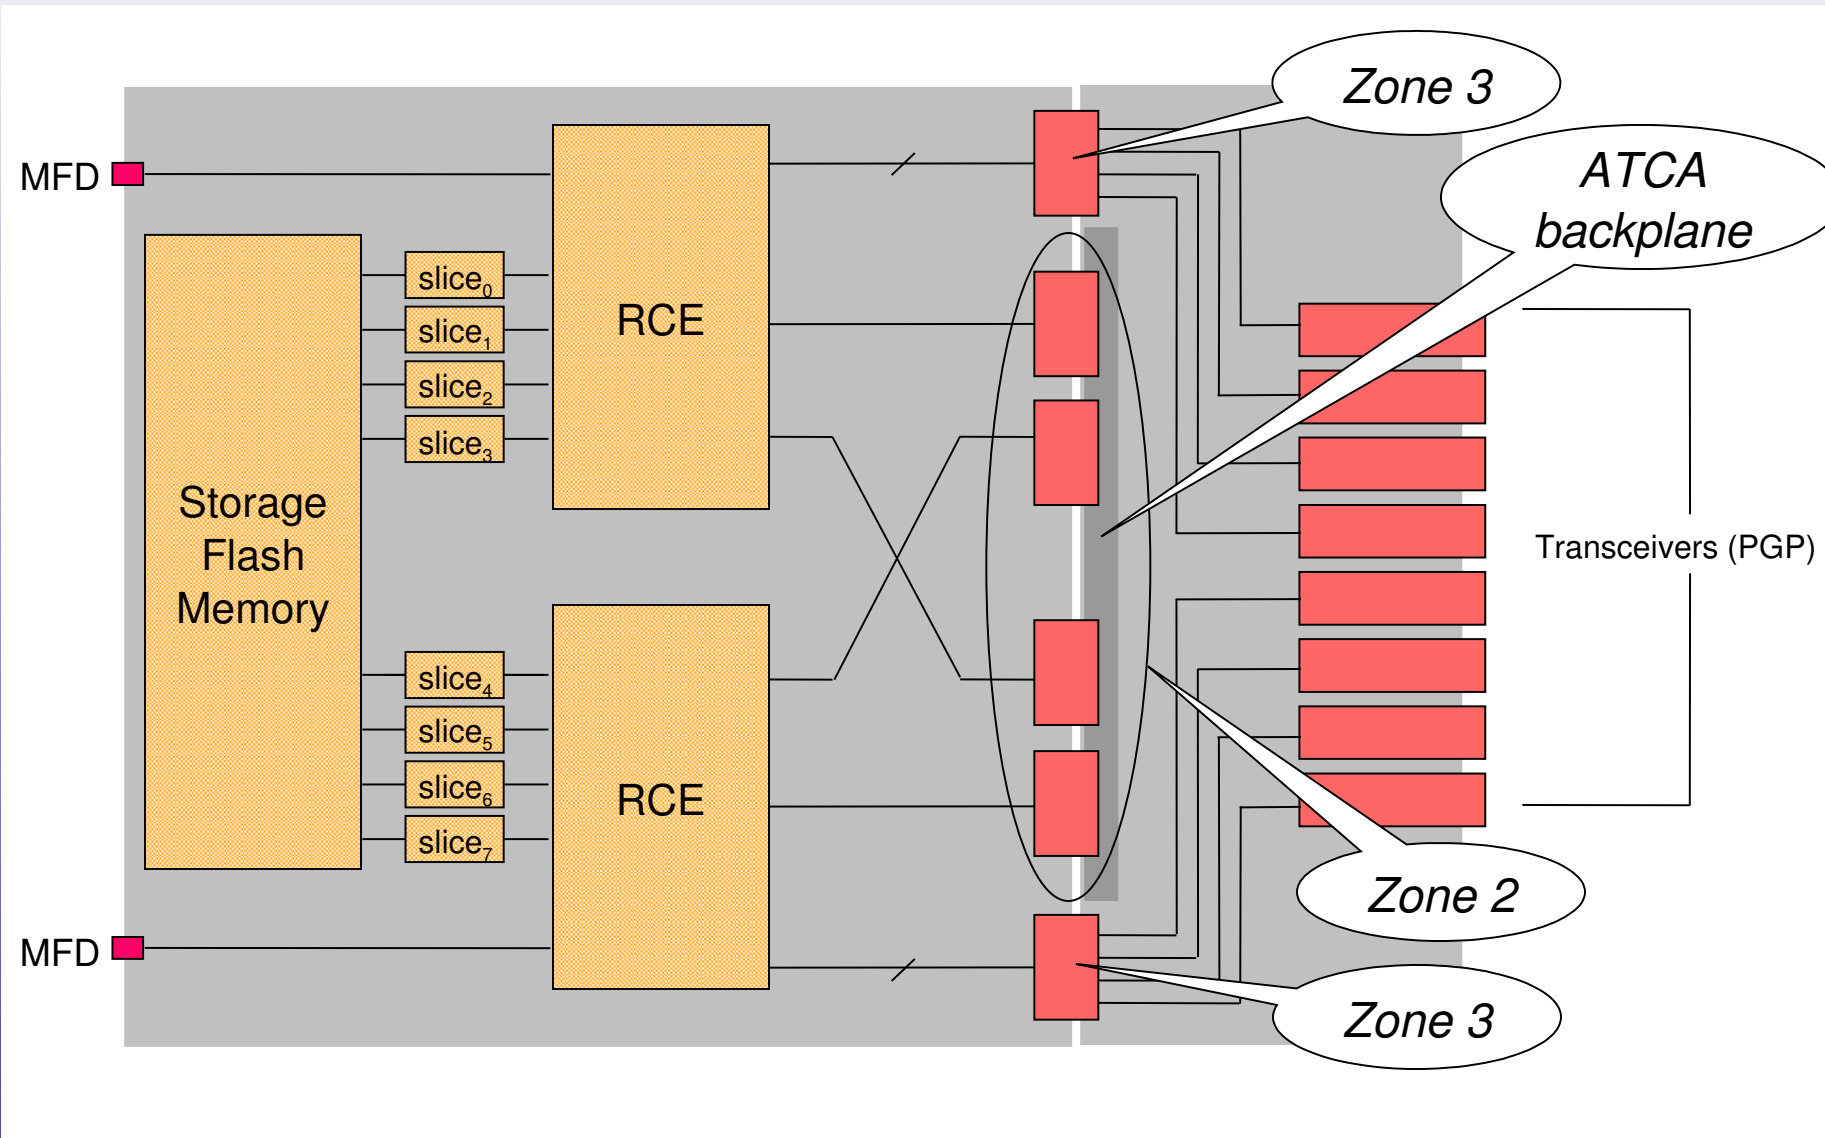 Zone 3
ATCA
backplane
MFD
slice₀
slice₁
RCE
slice₂
slice₃
Storage
Flash
Memory
Transceivers (PGP)
slice₄
slice₅
slice₆
RCE
slice₇
Zone 2
MFD
Zone 3